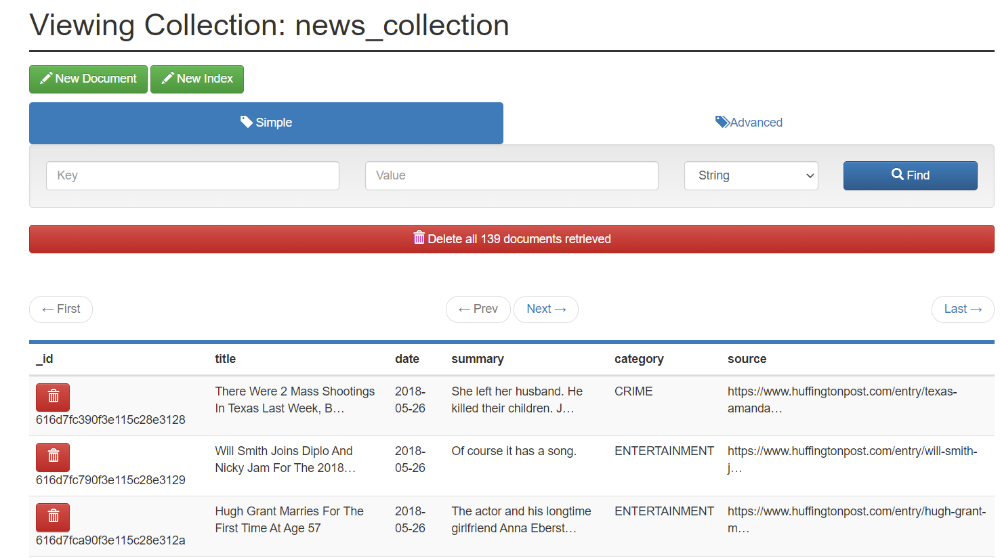 Viewing Collection: news_collection
New Document New Index
Simple Advanced
Key Value String Find
Delete all 139 documents retrieved
← First ← Prev Next → Last →
_id title date summary category source
There Were 2 Mass Shootings 2018- She left her husband. He CRIME https://www.huffingtonpost.com/entry/texas-
In Texas Last Week, B… 05-26 killed their children. J… amanda…
616d7fc390f3e115c28e3128
Will Smith Joins Diplo And 2018- Of course it has a song. ENTERTAINMENT https://www.huffingtonpost.com/entry/will-smith-
Nicky Jam For The 2018… 05-26 j…
616d7fc790f3e115c28e3129
Hugh Grant Marries For The 2018- The actor and his longtime ENTERTAINMENT https://www.huffingtonpost.com/entry/hugh-grant-
First Time At Age 57 05-26 girlfriend Anna Eberst… m…
616d7fca90f3e115c28e312a